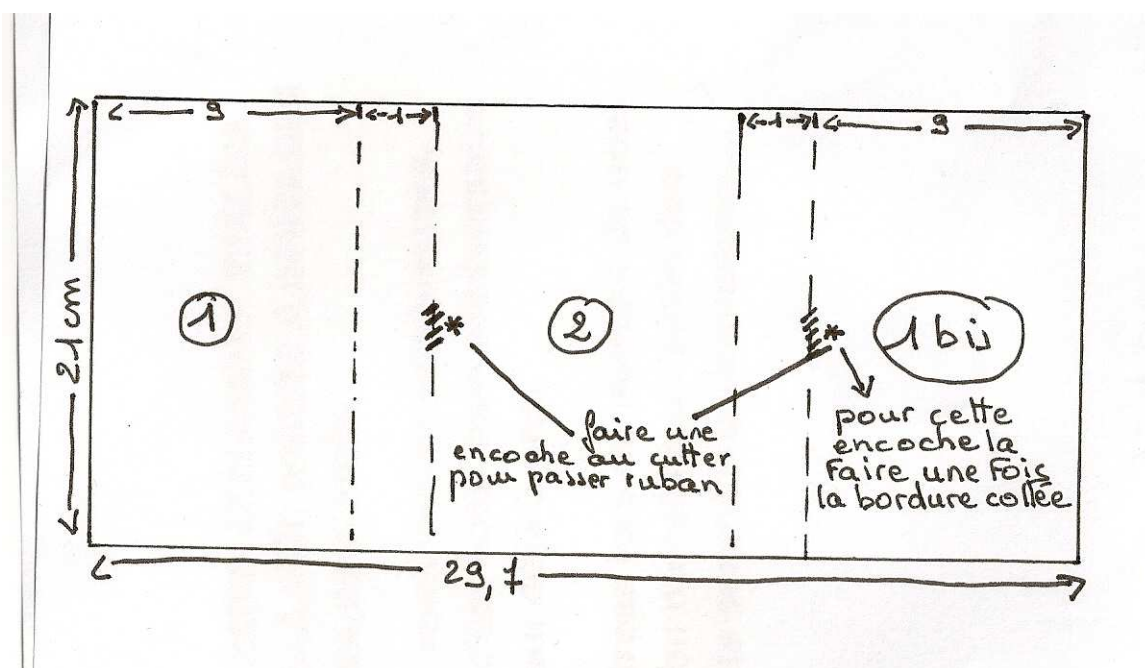 9 1 1 9
21 cm
1 * 2 * 1 bis
faire une
encoche au cutter
pour passer ruban
pour cette
encoche la
Faire une Fois
la bordure collée
29,7